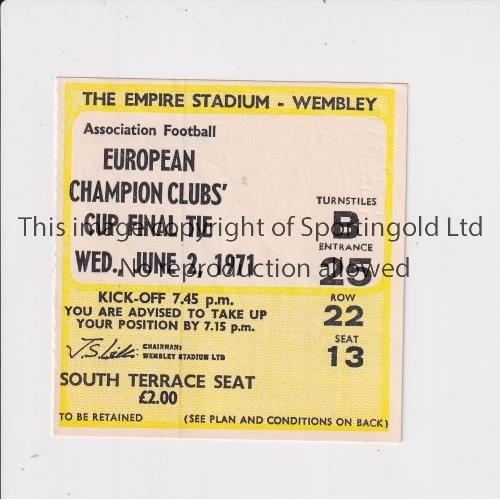 THE EMPIRE STADIUM - WEMBLEY
Association Football
EUROPEAN
CHAMPION CLUBS'
CUP FINAL TIE
WED., JUNE 2, 1971
TURNSTILES
B
ENTRANCE
25
ROW
22
SEAT
13
This image copyright of Sportingold Ltd
No reproduction allowed
KICK-OFF 7.45 p.m.
YOU ARE ADVISED TO TAKE UP
YOUR POSITION BY 7.15 p.m.
CHAIRMAN:
WEMBLEY STADIUM LTD
SOUTH TERRACE SEAT
£2.00
TO BE RETAINED (SEE PLAN AND CONDITIONS ON BACK)